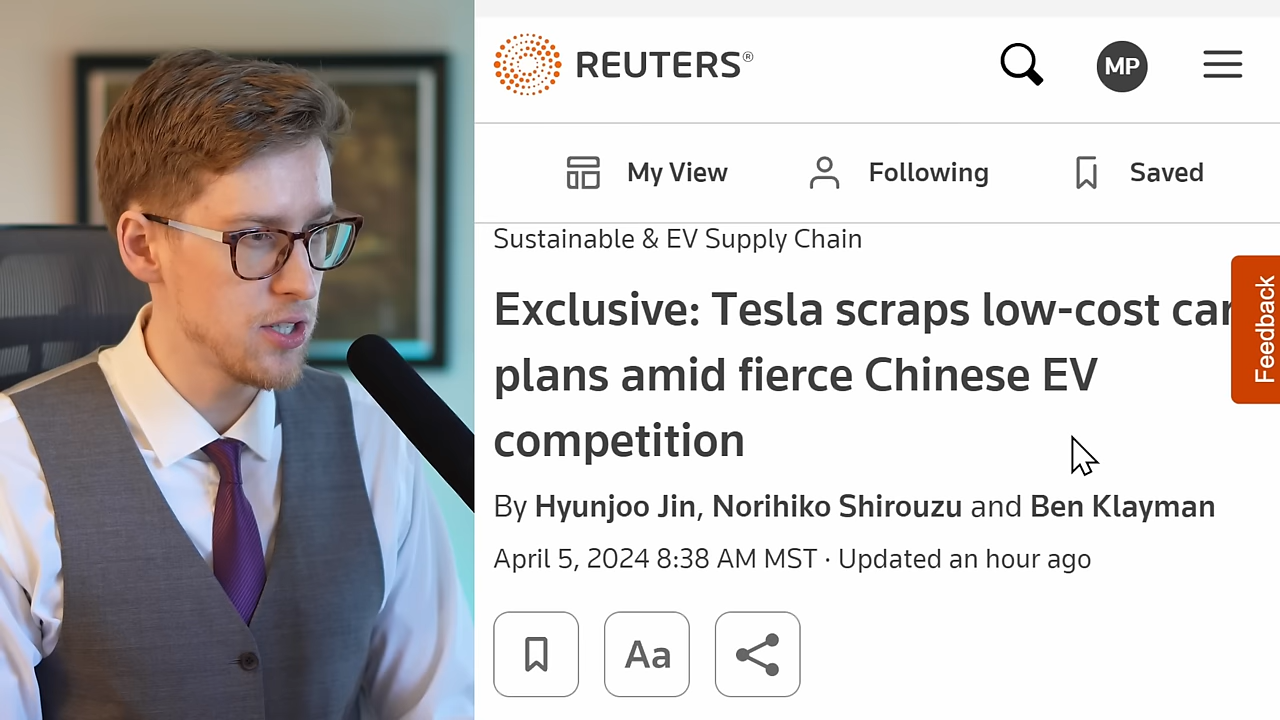 REUTERS®
MP
My View
Following
Saved
Sustainable & EV Supply Chain
Exclusive: Tesla scraps low-cost car
plans amid fierce Chinese EV
competition
By Hyunjoo Jin, Norihiko Shirouzu and Ben Klayman
April 5, 2024 8:38 AM MST · Updated an hour ago
Aa
Feedback